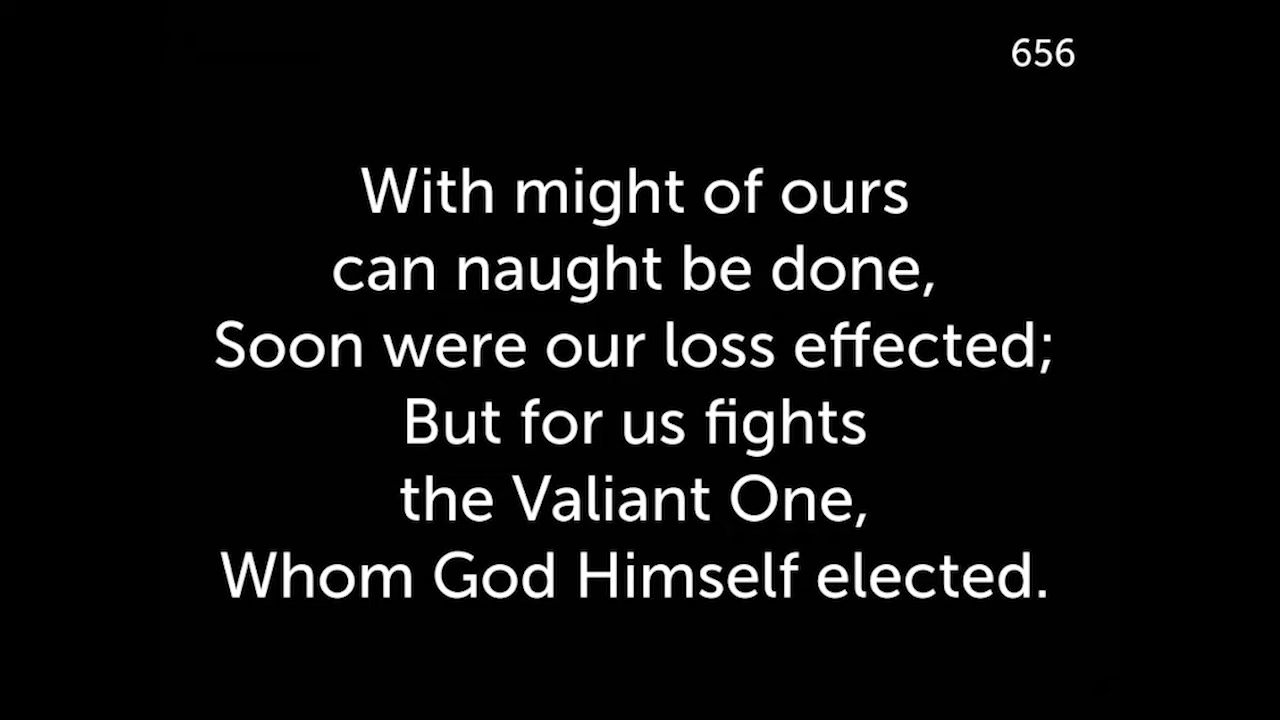 656
With might of ours
can naught be done,
Soon were our loss effected;
But for us fights
the Valiant One,
Whom God Himself elected.